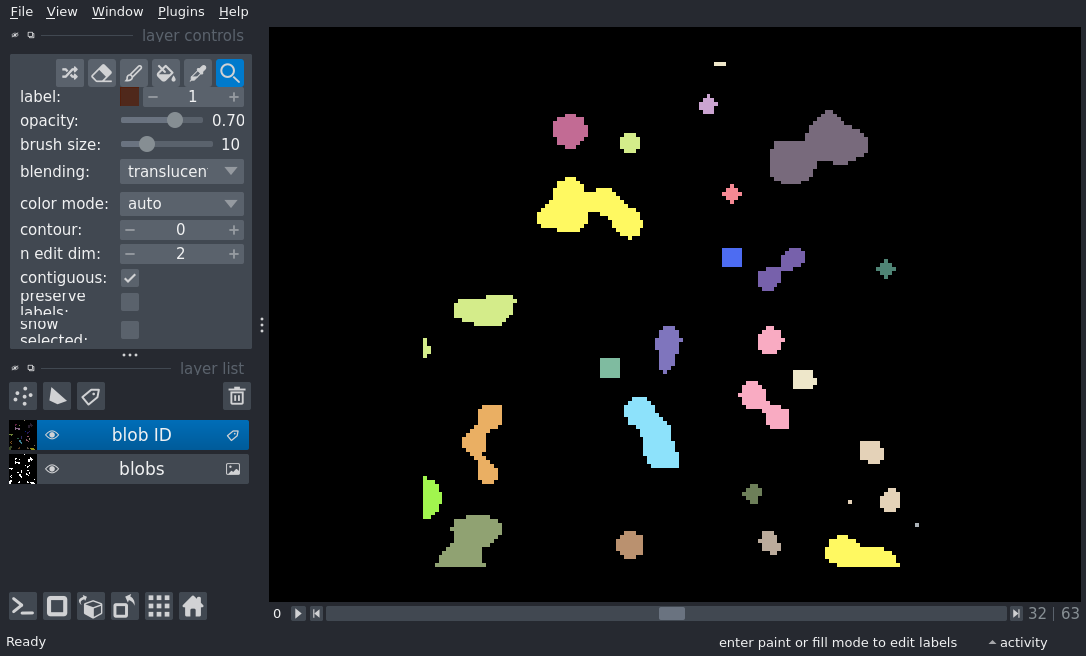 File View Window Plugins Help
layer controls
label: 1
opacity: 0.70
brush size: 10
blending: translucen
color mode: auto
contour: 0
n edit dim: 2
contiguous:
preserve
labels:
show
selected:
layer list
blob ID
blobs
0 32 63
Ready enter paint or fill mode to edit labels activity